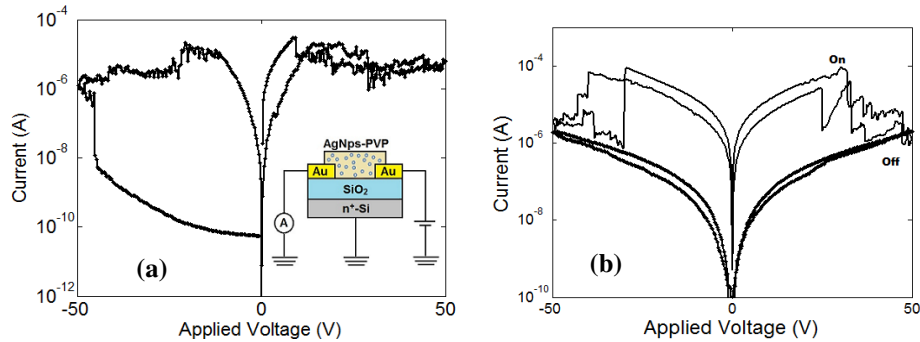 10⁻⁴
10⁻⁶
10⁻⁸
10⁻¹⁰
10⁻¹²
Current (A)
-50
0
50
Applied Voltage (V)
(a)
AgNps-PVP
Au
Au
SiO₂
n⁺-Si
A
10⁻⁴
10⁻⁶
10⁻⁸
10⁻¹⁰
Current (A)
-50
0
50
Applied Voltage (V)
(b)
On
Off